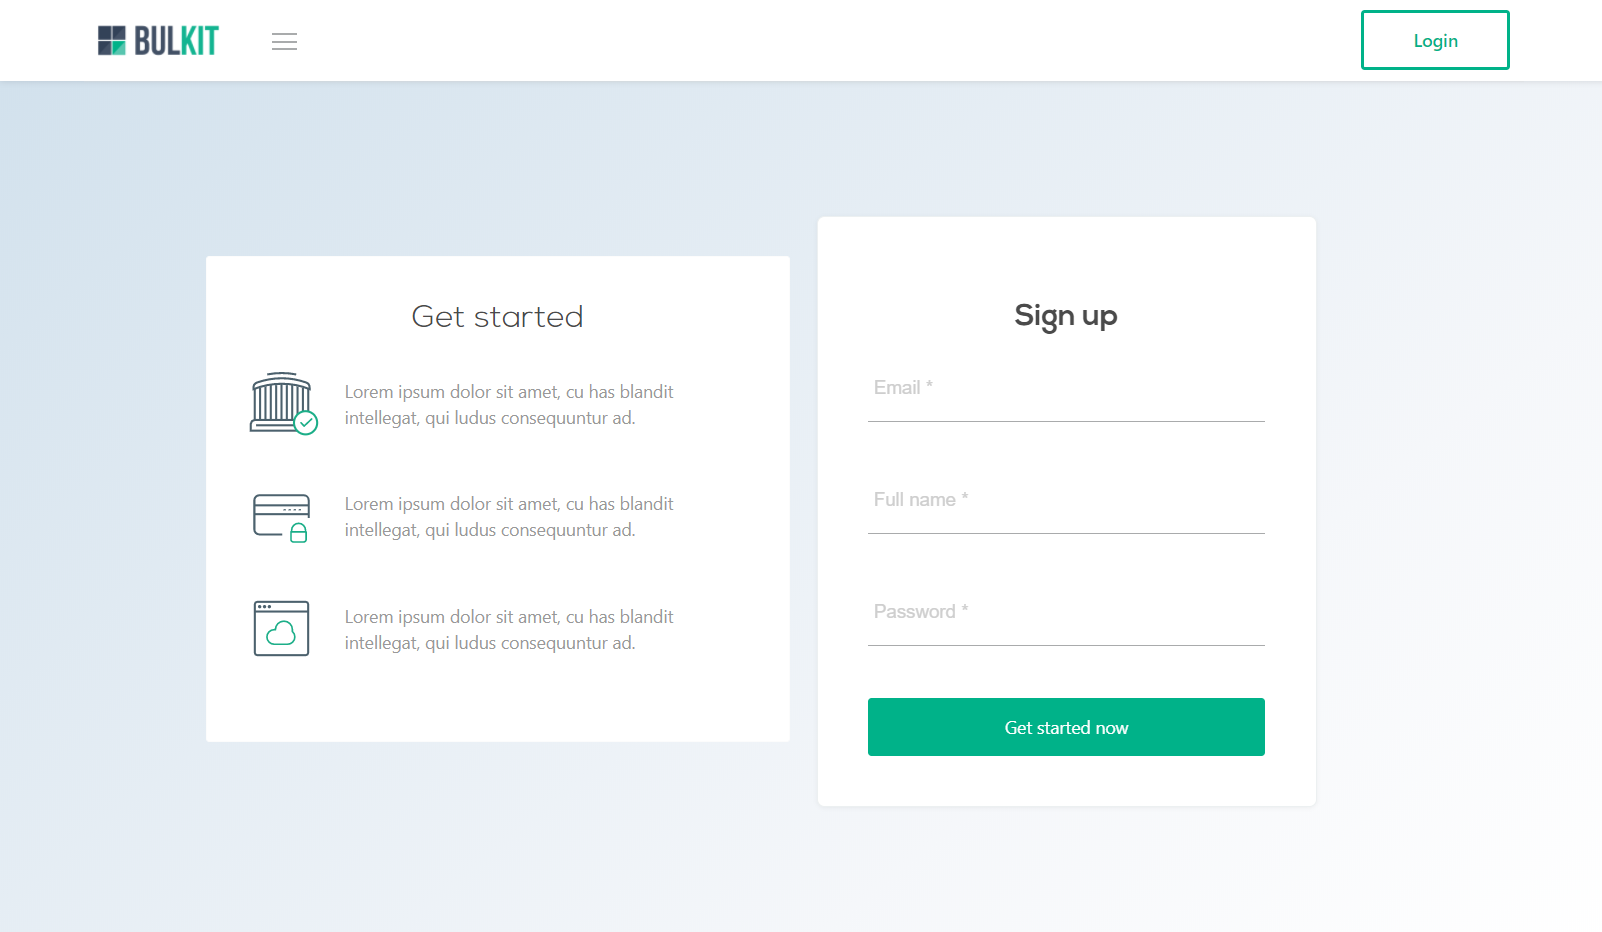 BULKIT
Login
Get started
Lorem ipsum dolor sit amet, cu has blandit
intellegat, qui ludus consequuntur ad.
Lorem ipsum dolor sit amet, cu has blandit
intellegat, qui ludus consequuntur ad.
Lorem ipsum dolor sit amet, cu has blandit
intellegat, qui ludus consequuntur ad.
Sign up
Email *
Full name *
Password *
Get started now